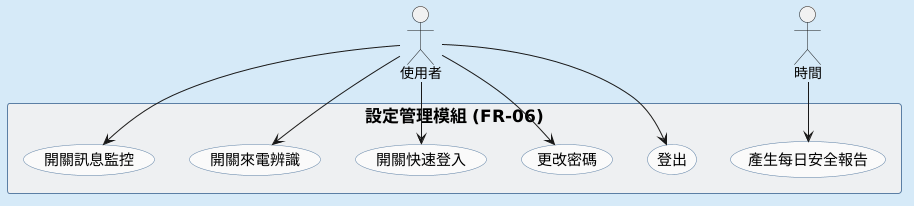 使用者
時間
設定管理模組 (FR-06)
開關訊息監控
開關來電辨識
開關快速登入
更改密碼
登出
產生每日安全報告